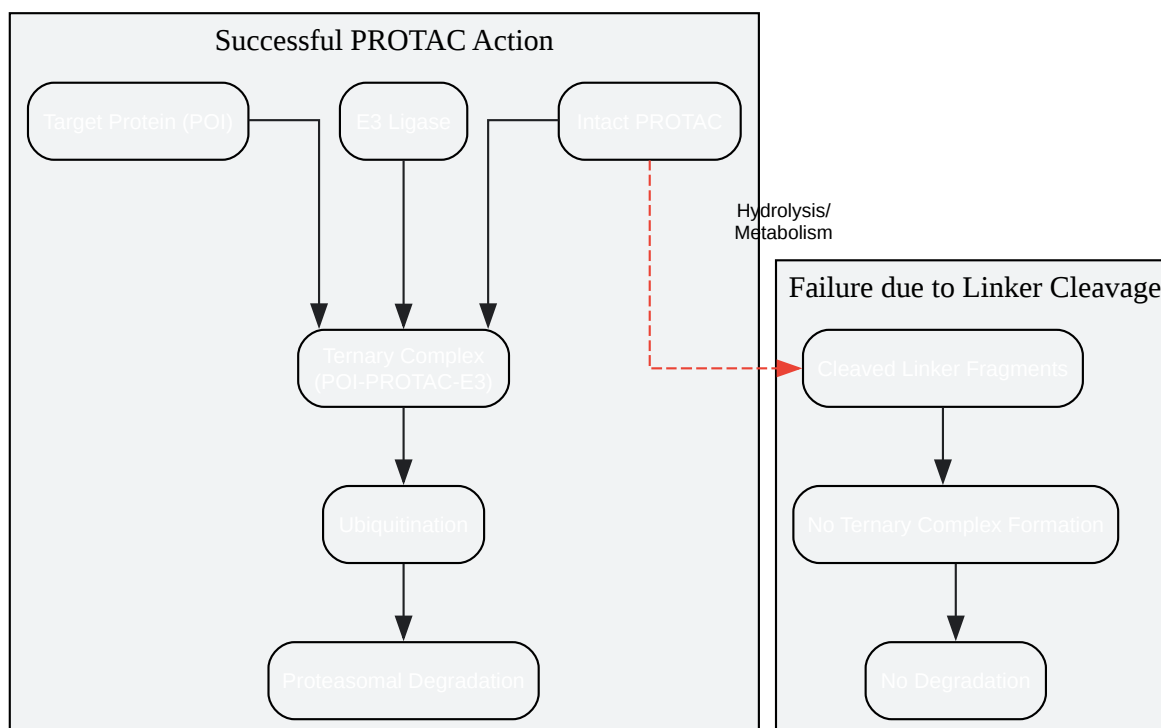 Successful PROTAC Action
Target Protein (POI)
E3 Ligase
Intact PROTAC
Hydrolysis/
Metabolism
Ternary Complex
(POI-PROTAC-E3)
Ubiquitination
Proteasomal Degradation
Failure due to Linker Cleavage
Cleaved Linker Fragments
No Ternary Complex Formation
No Degradation